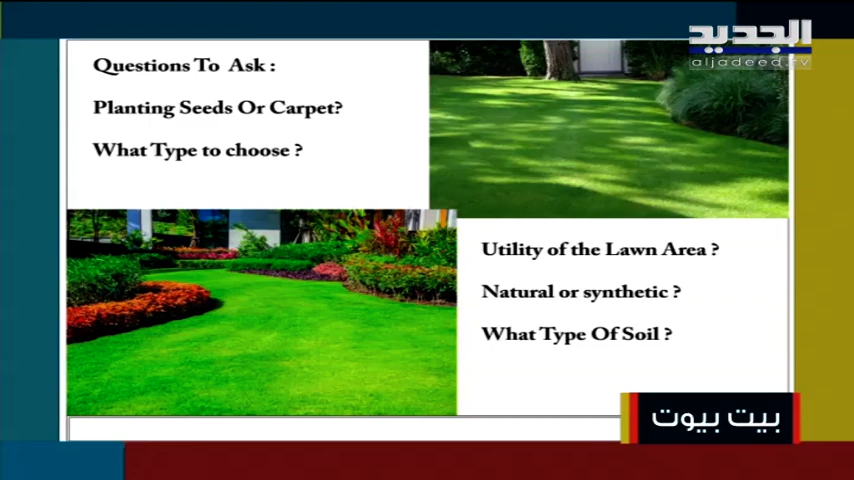 الجديد
aljadeed.tv
Questions To Ask :
Planting Seeds Or Carpet?
What Type to choose ?
Utility of the Lawn Area ?
Natural or synthetic ?
What Type Of Soil ?
بيت بيوت